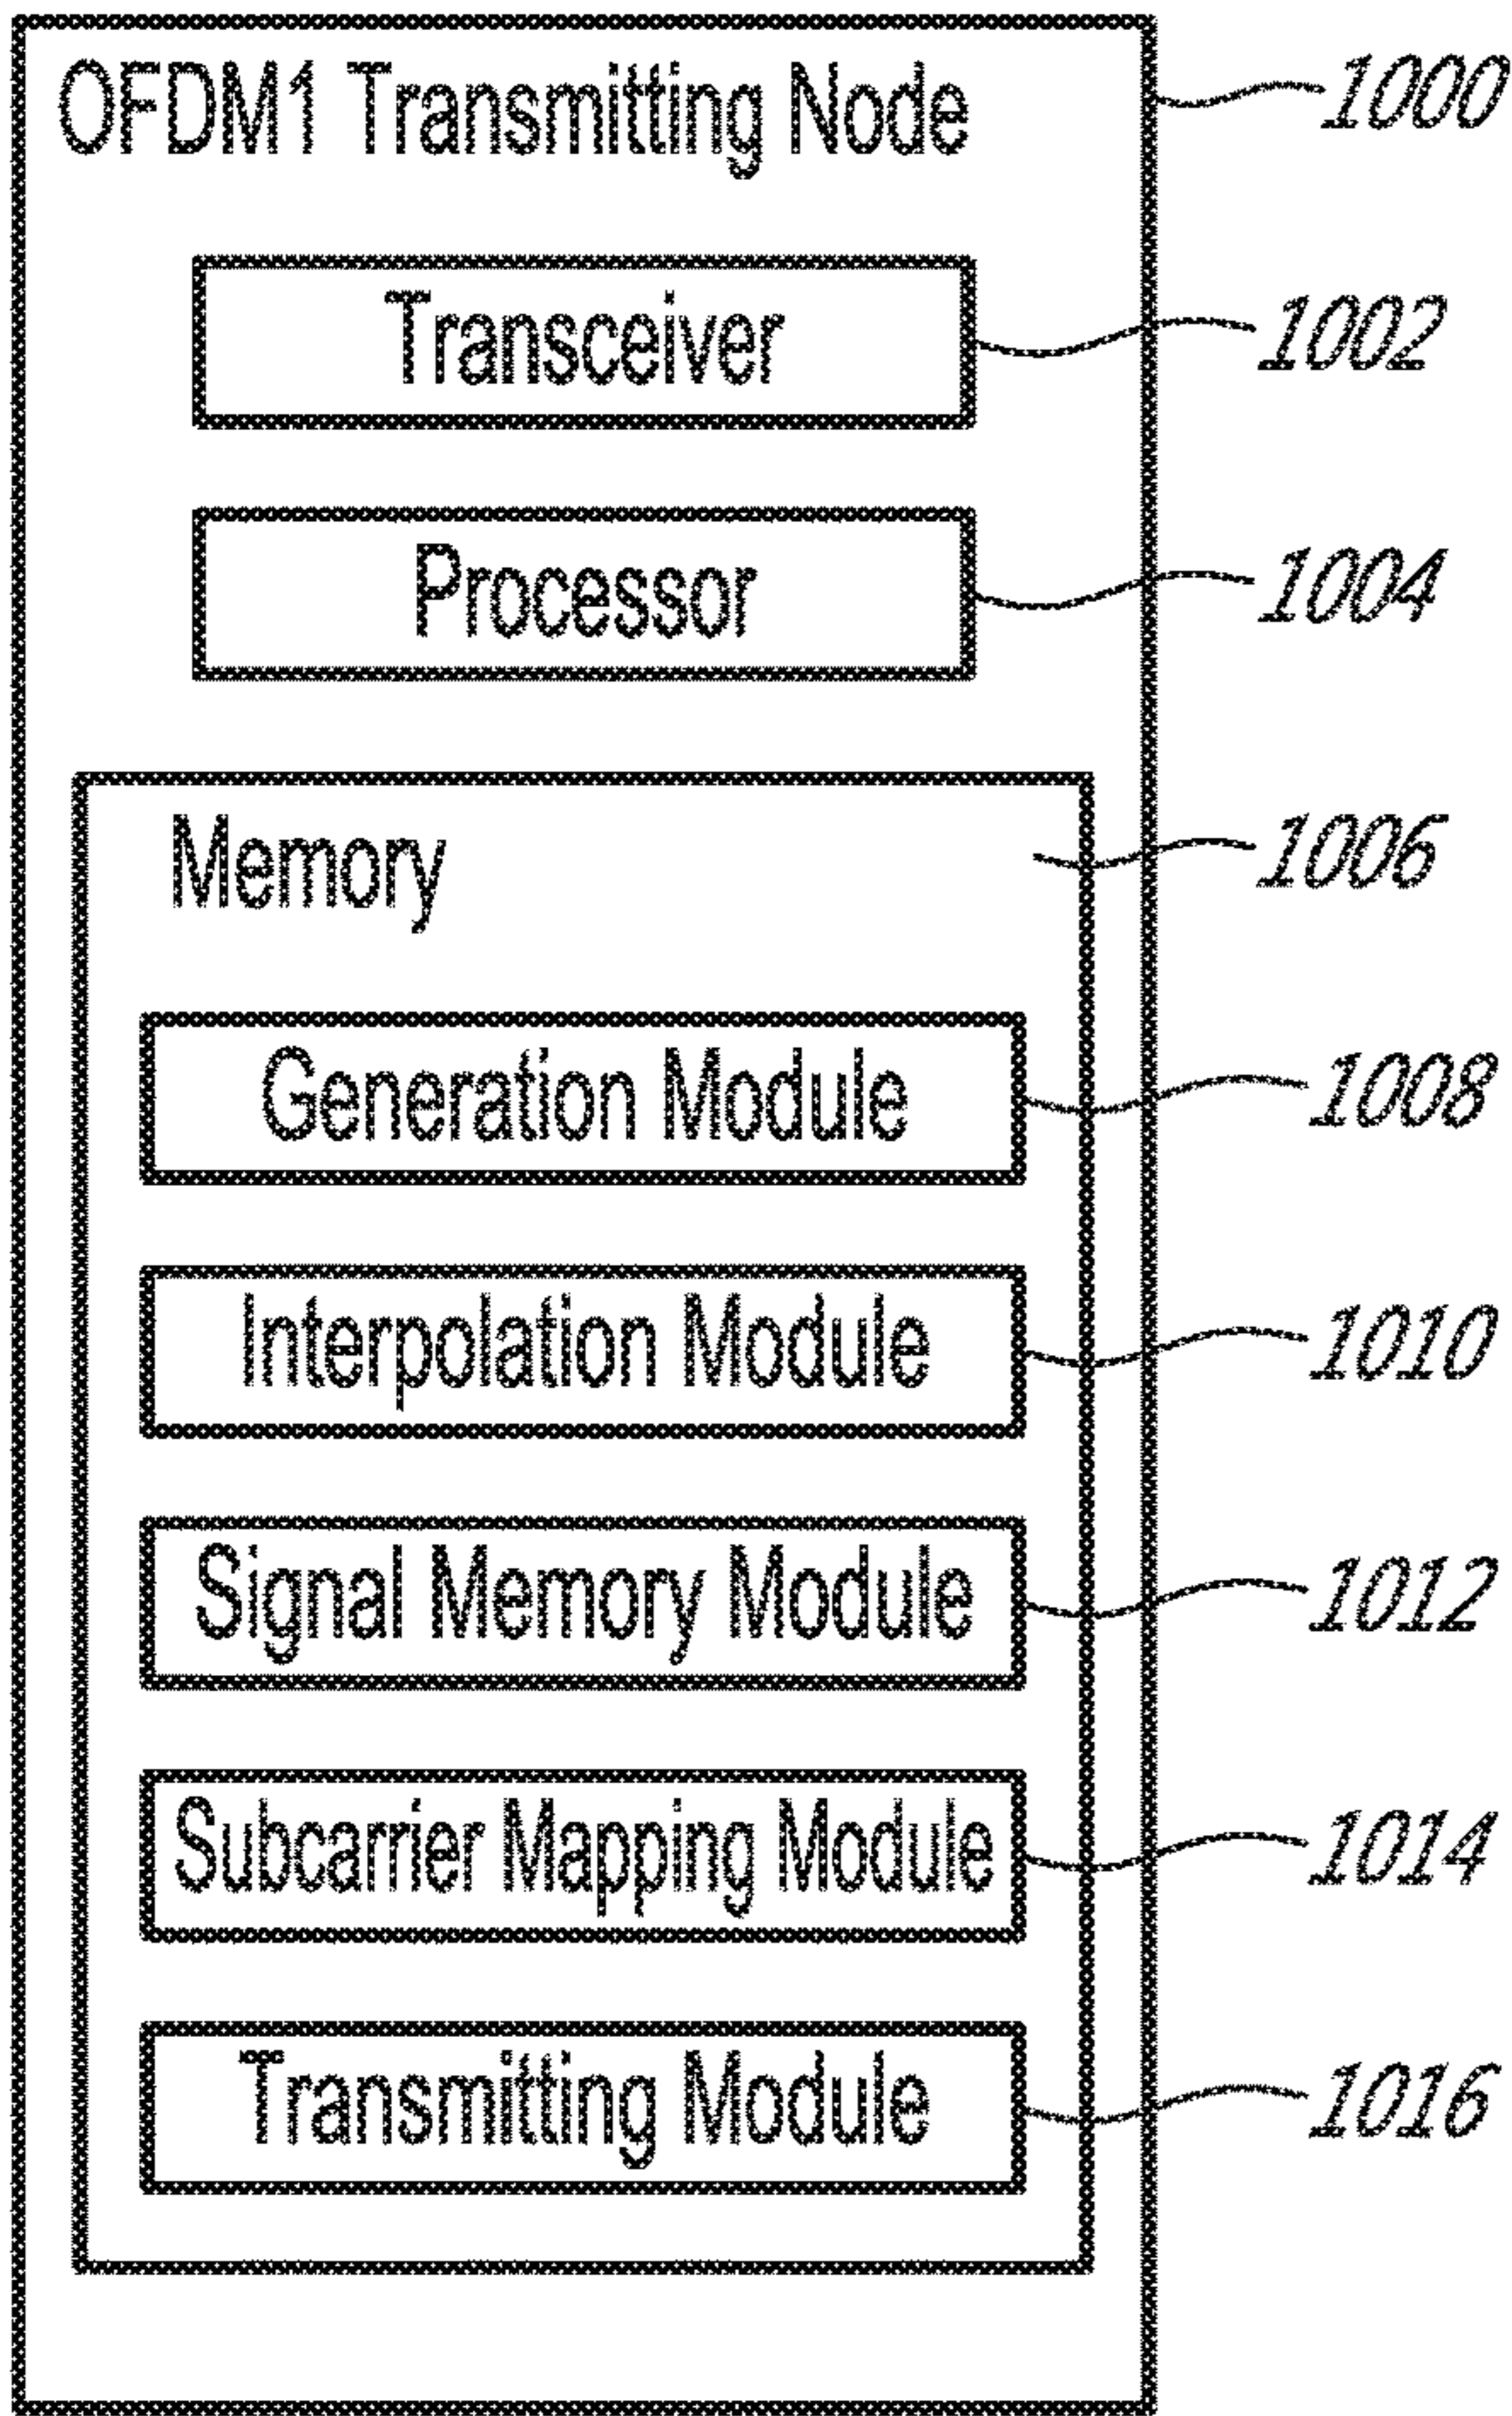 OFDM1 Transmitting Node 1000
Transceiver 1002
Processor 1004
Memory 1006
Generation Module 1008
Interpolation Module 1010
Signal Memory Module 1012
Subcarrier Mapping Module 1014
Transmitting Module 1016